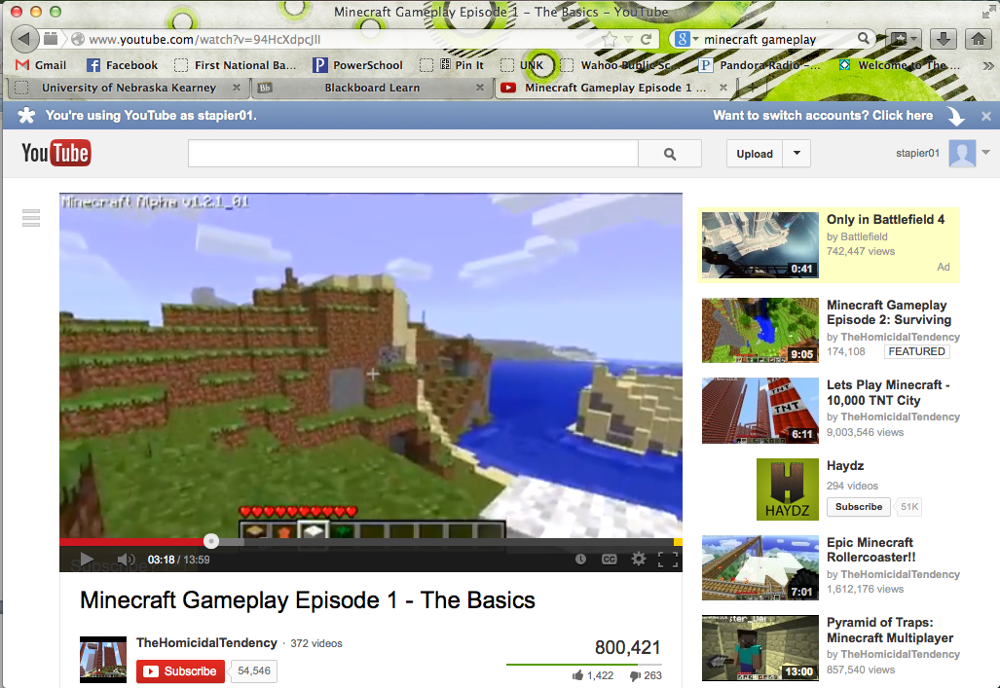 Minecraft Gameplay Episode 1 – The Basics – YouTube
www.youtube.com/watch?v=94HcXdpcJlI
minecraft gameplay
Gmail Facebook First National Ba... PowerSchool Pin It UNK Wahoo Public Sc... Pandora Radio –... Welcome to The ...
University of Nebraska Kearney Bb Blackboard Learn Minecraft Gameplay Episode 1 ...
You're using YouTube as stapier01. Want to switch accounts? Click here
YouTube Upload stapier01
Minecraft Alpha v1.2.1_01
03:18 / 13:59 CC
Subscribe
Minecraft Gameplay Episode 1 - The Basics
TheHomicidalTendency · 372 videos
Subscribe 54,546
800,421
1,422 263
0:41
Only in Battlefield 4
by Battlefield
742,447 views
Ad
9:05
Minecraft Gameplay
Episode 2: Surviving
by TheHomicidalTendency
174,108 FEATURED
TNT
TNT
6:11
Lets Play Minecraft -
10,000 TNT City
by TheHomicidalTendency
9,003,546 views
HAYDZ
Haydz
294 videos
Subscribe 51K
7:01
Epic Minecraft
Rollercoaster!!
by TheHomicidalTendency
1,612,176 views
13:00
Pyramid of Traps:
Minecraft Multiplayer
by TheHomicidalTendency
857,540 views